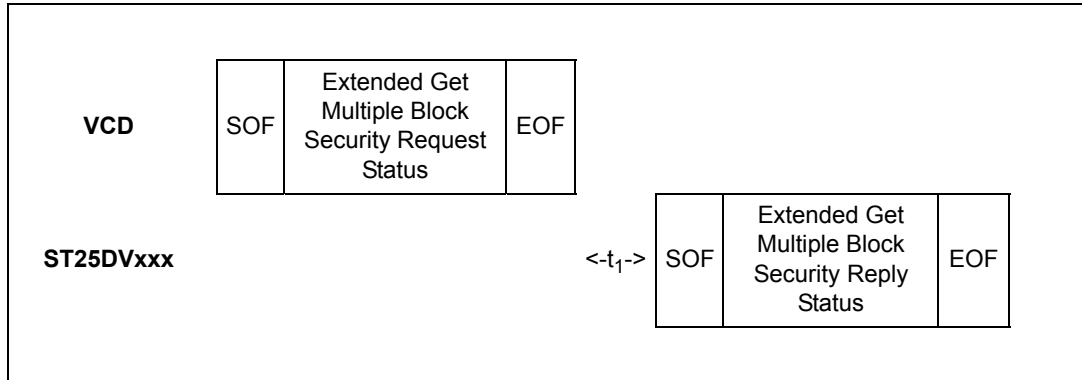 VCD
SOF
Extended Get
Multiple Block
Security Request
Status
EOF
ST25DVxxx
<-t₁->
SOF
Extended Get
Multiple Block
Security Reply
Status
EOF